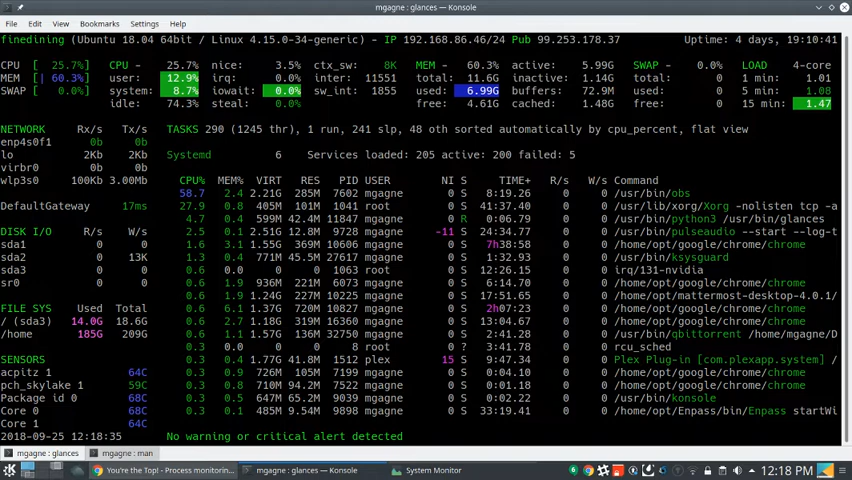 mgagne : glances — Konsole
File Edit View Bookmarks Settings Help
finedining (Ubuntu 18.04 64bit / Linux 4.15.0-34-generic) - IP 192.168.86.46/24 Pub 99.253.178.37 Uptime: 4 days, 19:10:41
CPU [ 25.7%] CPU - 25.7% nice: 3.5% ctx_sw: 8K MEM - 60.3% active: 5.99G SWAP - 0.0% LOAD 4-core
MEM [| 60.3%] user: 12.9% irq: 0.0% inter: 11551 total: 11.6G inactive: 1.14G total: 0 1 min: 1.01
SWAP [ 0.0%] system: 8.7% iowait: 0.0% sw_int: 1855 used: 6.99G buffers: 72.9M used: 0 5 min: 1.08
idle: 74.3% steal: 0.0% free: 4.61G cached: 1.48G free: 0 15 min: 1.47
NETWORK Rx/s Tx/s TASKS 290 (1245 thr), 1 run, 241 slp, 48 oth sorted automatically by cpu_percent, flat view
enp4s0f1 0b 0b
lo 2Kb 2Kb Systemd 6 Services loaded: 205 active: 200 failed: 5
virbr0 0b 0b
wlp3s0 100Kb 3.00Mb CPU% MEM% VIRT RES PID USER NI S TIME+ R/s W/s Command
58.7 2.4 2.21G 285M 7602 mgagne 0 S 8:19.26 0 0 /usr/bin/obs
DefaultGateway 17ms 27.9 0.8 405M 101M 1041 root 0 S 41:37.40 0 0 /usr/lib/xorg/Xorg -nolisten tcp -a
4.7 0.4 599M 42.4M 11847 mgagne 0 R 0:06.79 0 0 /usr/bin/python3 /usr/bin/glances
DISK I/O R/s W/s 2.5 0.1 2.51G 12.8M 9728 mgagne -11 S 24:34.77 0 0 /usr/bin/pulseaudio --start --log-t
sda1 0 0 1.6 3.1 1.55G 369M 10606 mgagne 0 S 7h38:58 0 0 /home/opt/google/chrome/chrome
sda2 0 13K 1.3 0.4 771M 45.5M 27617 mgagne 0 S 1:32.93 0 0 /usr/bin/ksysguard
sda3 0 0 0.6 0.0 0 0 1063 root 0 S 12:26.15 0 0 irq/131-nvidia
sr0 0 0 0.6 1.9 936M 221M 6073 mgagne 0 S 6:14.70 0 0 /home/opt/google/chrome/chrome
0.6 1.9 1.24G 227M 10225 mgagne 0 S 17:51.65 0 0 /home/opt/mattermost-desktop-4.0.1/
FILE SYS Used Total 0.6 6.1 1.37G 720M 10827 mgagne 0 S 2h07:23 0 0 /home/opt/google/chrome/chrome
/ (sda3) 14.0G 18.6G 0.6 2.7 1.18G 319M 16360 mgagne 0 S 13:04.67 0 0 /home/opt/google/chrome/chrome
/home 185G 209G 0.6 1.1 1.57G 136M 32750 mgagne 0 S 2:41.28 0 0 /usr/bin/qbittorrent /home/mgagne/D
0.3 0.0 0 0 8 root 0 ? 3:41.78 0 0 rcu_sched
SENSORS 0.3 0.4 1.77G 41.8M 1512 plex 15 S 9:47.34 0 0 Plex Plug-in [com.plexapp.system] /
acpitz 1 64C 0.3 0.9 726M 105M 7199 mgagne 0 S 0:04.10 0 0 /home/opt/google/chrome/chrome
pch_skylake 1 59C 0.3 0.8 710M 94.2M 7522 mgagne 0 S 0:01.18 0 0 /home/opt/google/chrome/chrome
Package id 0 68C 0.3 0.5 647M 65.2M 9039 mgagne 0 S 0:02.22 0 0 /usr/bin/konsole
Core 0 68C 0.3 0.1 485M 9.54M 9898 mgagne 0 S 33:19.41 0 0 /home/opt/Enpass/bin/Enpass startWi
Core 1 64C
2018-09-25 12:18:35 No warning or critical alert detected
mgagne : glances mgagne : man
You're the Top! - Process monitorin... mgagne : glances — Konsole System Monitor 12:18 PM